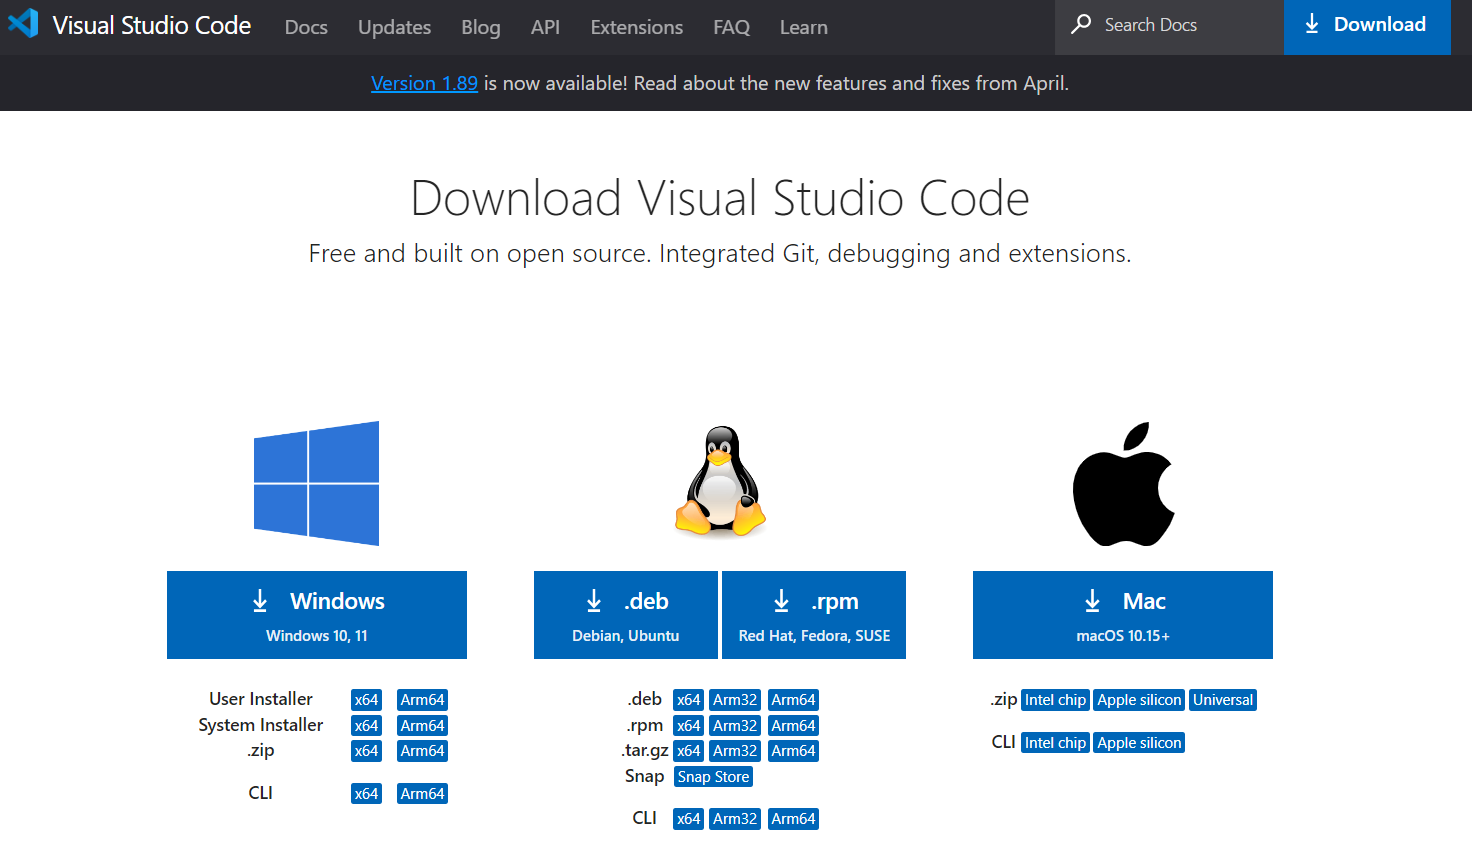 Visual Studio Code Docs Updates Blog API Extensions FAQ Learn Search Docs Download
Version 1.89 is now available! Read about the new features and fixes from April.
Download Visual Studio Code
Free and built on open source. Integrated Git, debugging and extensions.
Windows
Windows 10, 11
User Installer x64 Arm64
System Installer x64 Arm64
.zip x64 Arm64
CLI x64 Arm64
.deb
Debian, Ubuntu
.rpm
Red Hat, Fedora, SUSE
.deb x64 Arm32 Arm64
.rpm x64 Arm32 Arm64
.tar.gz x64 Arm32 Arm64
Snap Snap Store
CLI x64 Arm32 Arm64
Mac
macOS 10.15+
.zip Intel chip Apple silicon Universal
CLI Intel chip Apple silicon